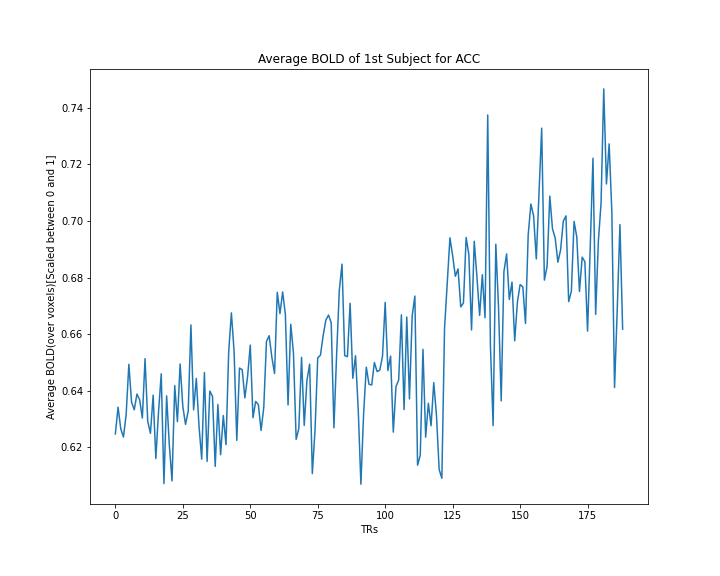 Average BOLD of 1st Subject for ACC
Average BOLD(over voxels)[Scaled between 0 and 1]
0.74
0.72
0.70
0.68
0.66
0.64
0.62
0 25 50 75 100 125 150 175
TRs